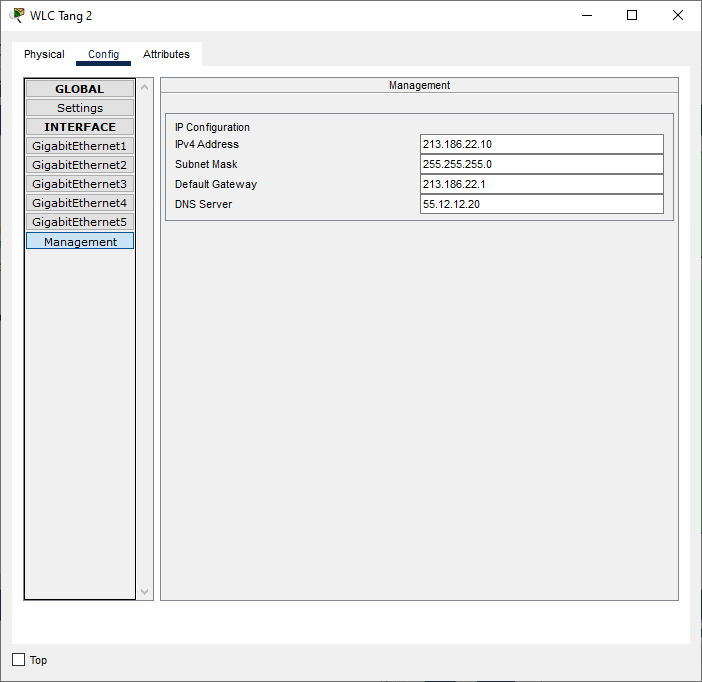 WLC Tang 2
Physical Config Attributes
GLOBAL
Settings
INTERFACE
GigabitEthernet1
GigabitEthernet2
GigabitEthernet3
GigabitEthernet4
GigabitEthernet5
Management
Management
IP Configuration
IPv4 Address 213.186.22.10
Subnet Mask 255.255.255.0
Default Gateway 213.186.22.1
DNS Server 55.12.12.20
Top